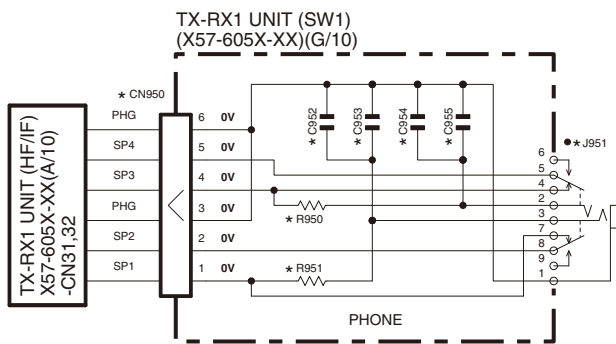 TX-RX1 UNIT (SW1)
(X57-605X-XX)(G/10)
* CN950
TX-RX1 UNIT (HF/IF)
X57-605X-XX(A/10)
-CN31,32
PHG 6 0V
SP4 5 0V
SP3 4 0V
PHG 3 0V
SP2 2 0V
SP1 1 0V
* C952
* C953
* C954
* C955
* R950
* R951
* J951
6
5
4
2
3
7
8
9
1
PHONE